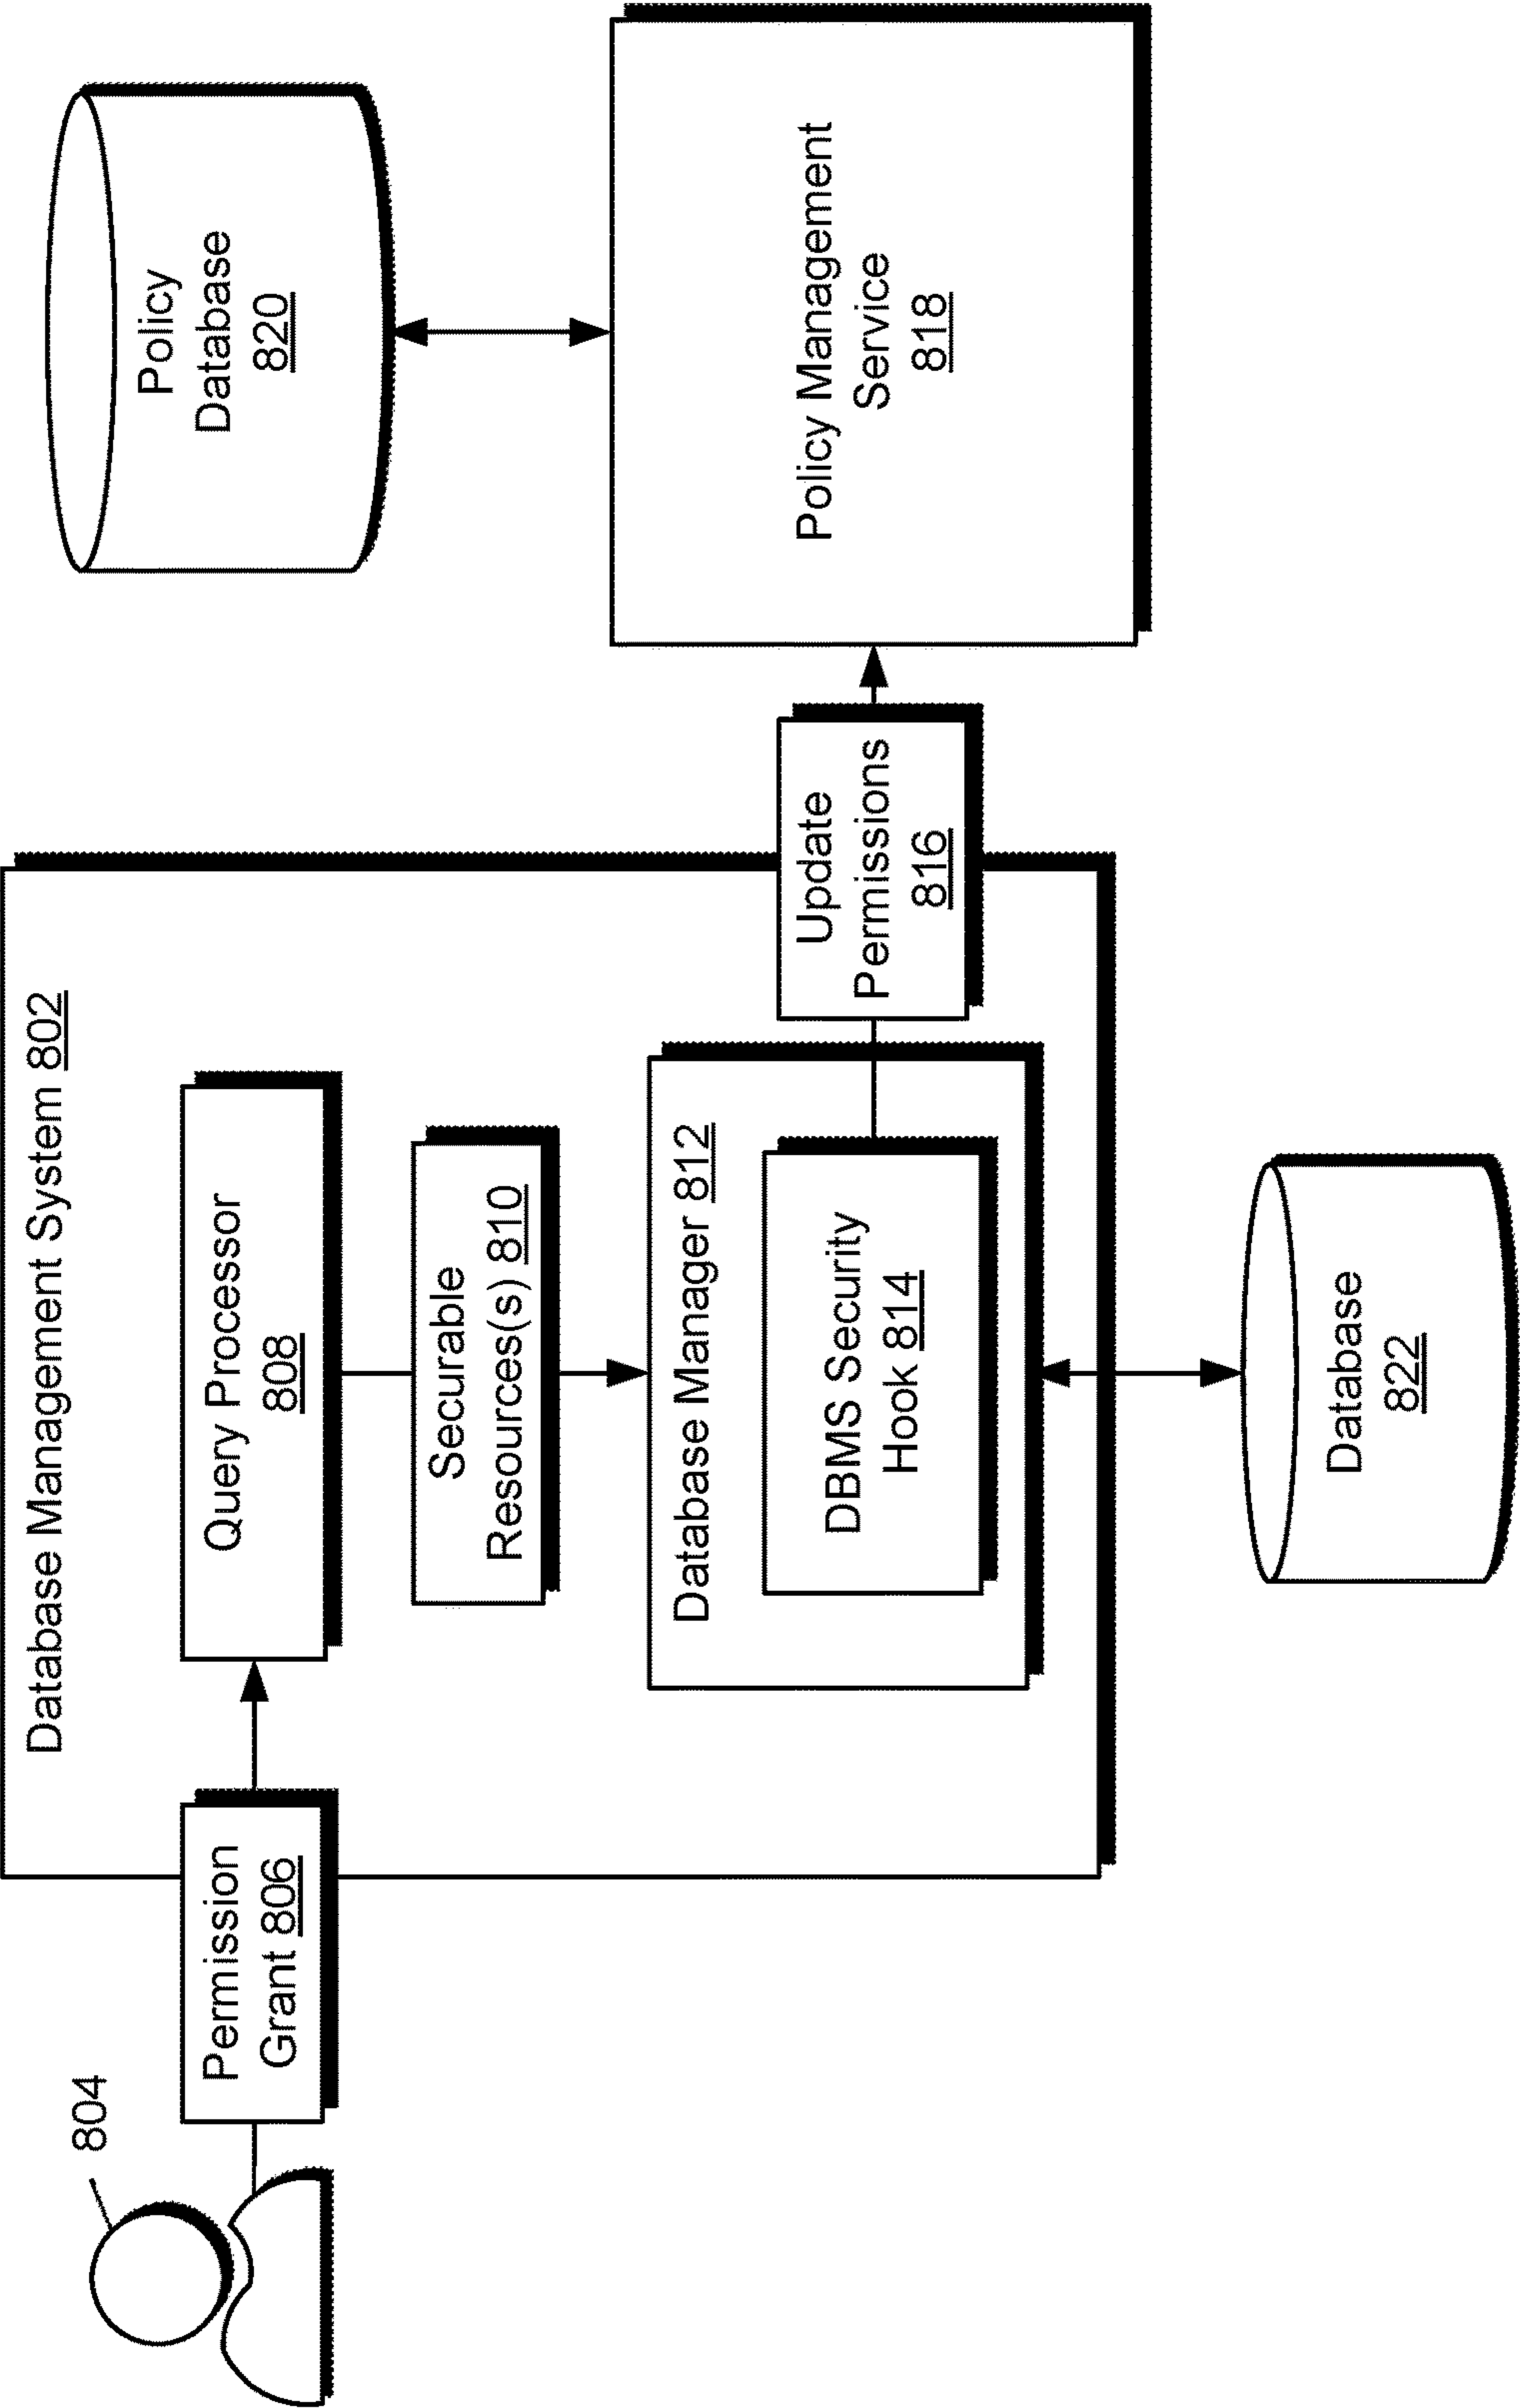 804
Permission
Grant 806
Database Management System 802
Query Processor
808
Securable
Resources(s) 810
Database Manager 812
DBMS Security
Hook 814
Update
Permissions
816
Policy
Database
820
Policy Management
Service
818
Database
822